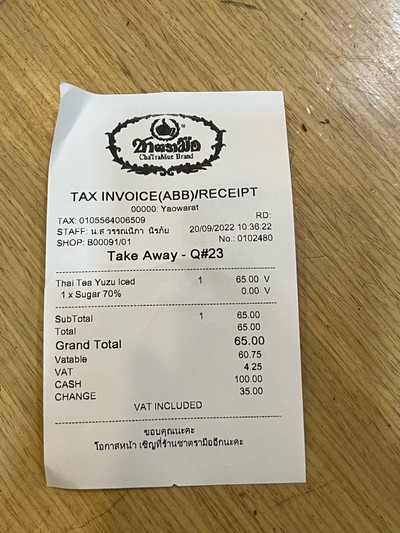 ชาตรามือ
ChaTraMue Brand
TAX INVOICE(ABB)/RECEIPT
00000: Yaowarat
TAX: 0105564006509 RD:
STAFF: น.ส.วรรณนิภา นิรภัย 20/09/2022 10:36:22
SHOP: B00091/01 No.: 0102480
Take Away - Q#23
Thai Tea Yuzu Iced 1 65.00 V
1 x Sugar 70% 0.00 V
SubTotal 1 65.00
Total 65.00
Grand Total 65.00
Vatable 60.75
VAT 4.25
CASH 100.00
CHANGE 35.00
VAT INCLUDED
ขอบคุณนะคะ
โอกาสหน้า เชิญที่ร้านชาตรามืออีกนะคะ